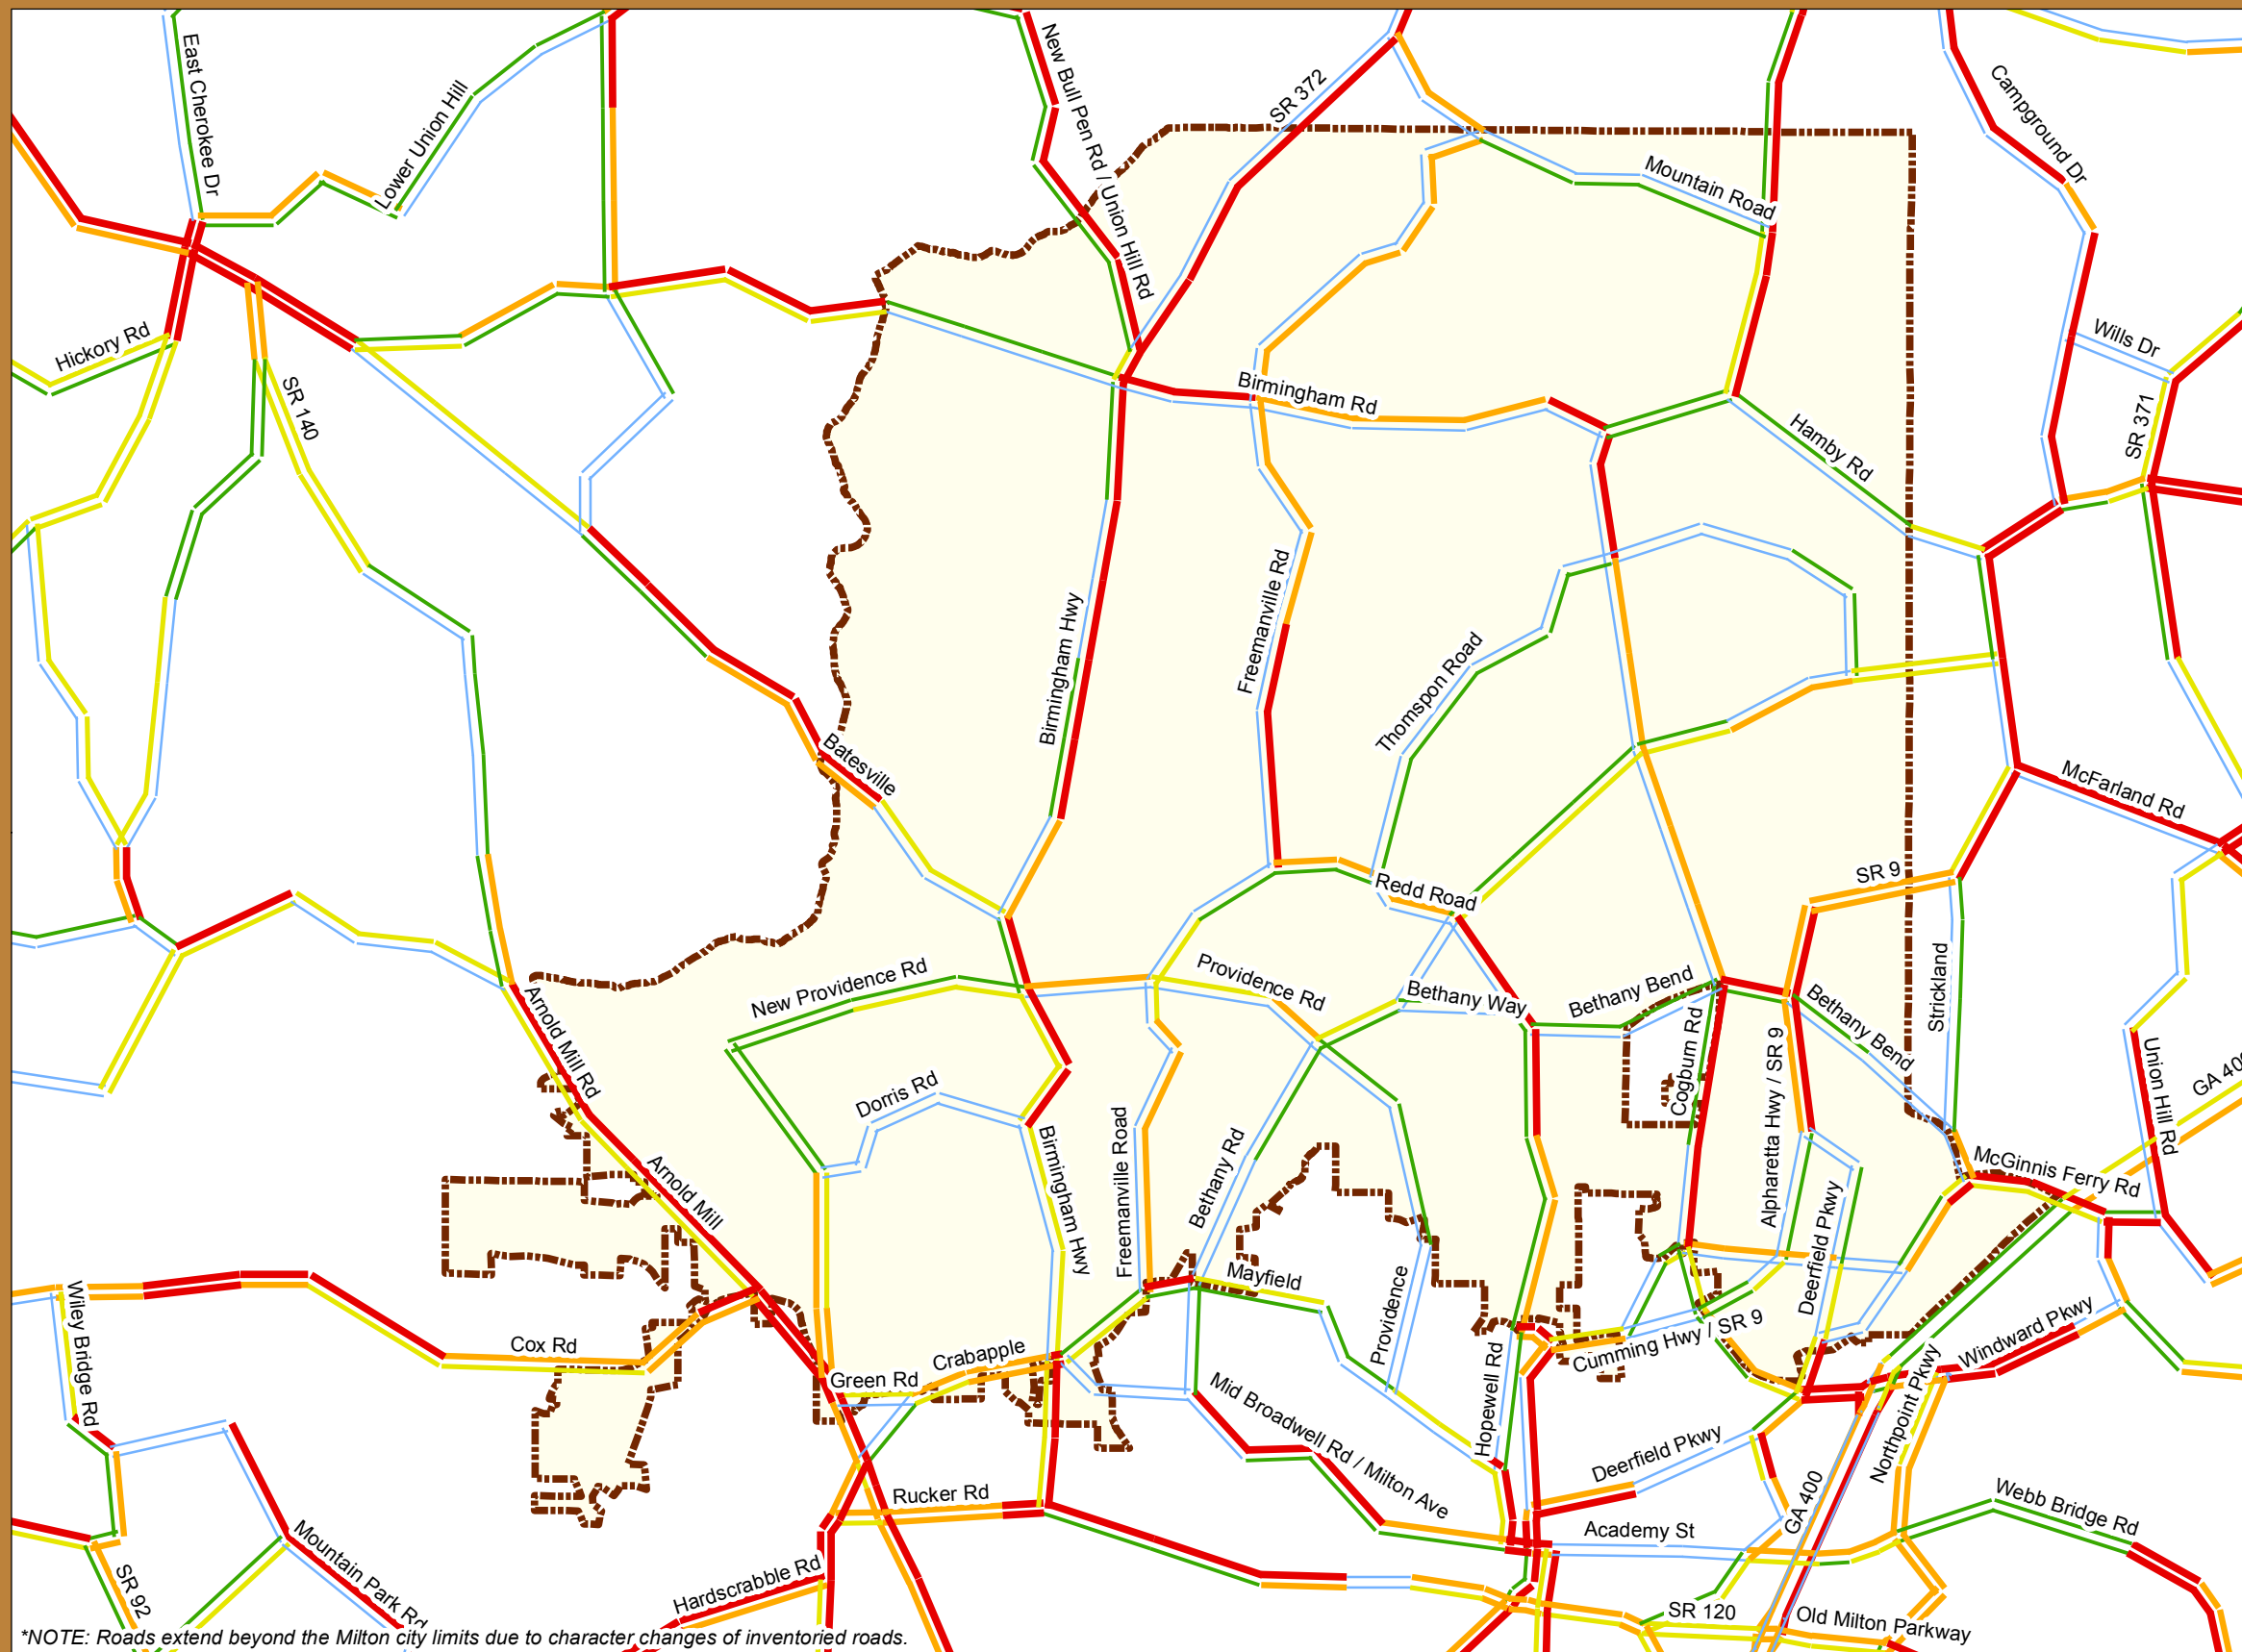 East Cherokee Dr
Lower Union Hill
New Bull Pen Rd / Union Hill Rd
SR 372
Mountain Road
Campground Dr
Wills Dr
SR 371
Hickory Rd
SR 140
Birmingham Rd
Hamby Rd
Birmingham Hwy
Freemanville Rd
Thomspon Road
Batesville
McFarland Rd
SR 9
Redd Road
New Providence Rd
Providence Rd
Bethany Way
Bethany Bend
Strickland
Cogburn Rd
Alpharetta Hwy / SR 9
Bethany Bend
Union Hill Rd
GA 400
Arnold Mill Rd
Dorris Rd
Birmingham Hwy
Freemanville Road
Bethany Rd
Arnold Mill
McGinnis Ferry Rd
Deerfield Pkwy
Mayfield
Providence
Wiley Bridge Rd
Cox Rd
Green Rd
Crabapple
Hopewell Rd
Cumming Hwy / SR 9
Windward Pkwy
Northpoint Pkwy
Mid Broadwell Rd / Milton Ave
Deerfield Pkwy
GA 400
Rucker Rd
Academy St
Webb Bridge Rd
Mountain Park Rd
SR 92
Hardscrabble Rd
SR 120
Old Milton Parkway
*NOTE: Roads extend beyond the Milton city limits due to character changes of inventoried roads.